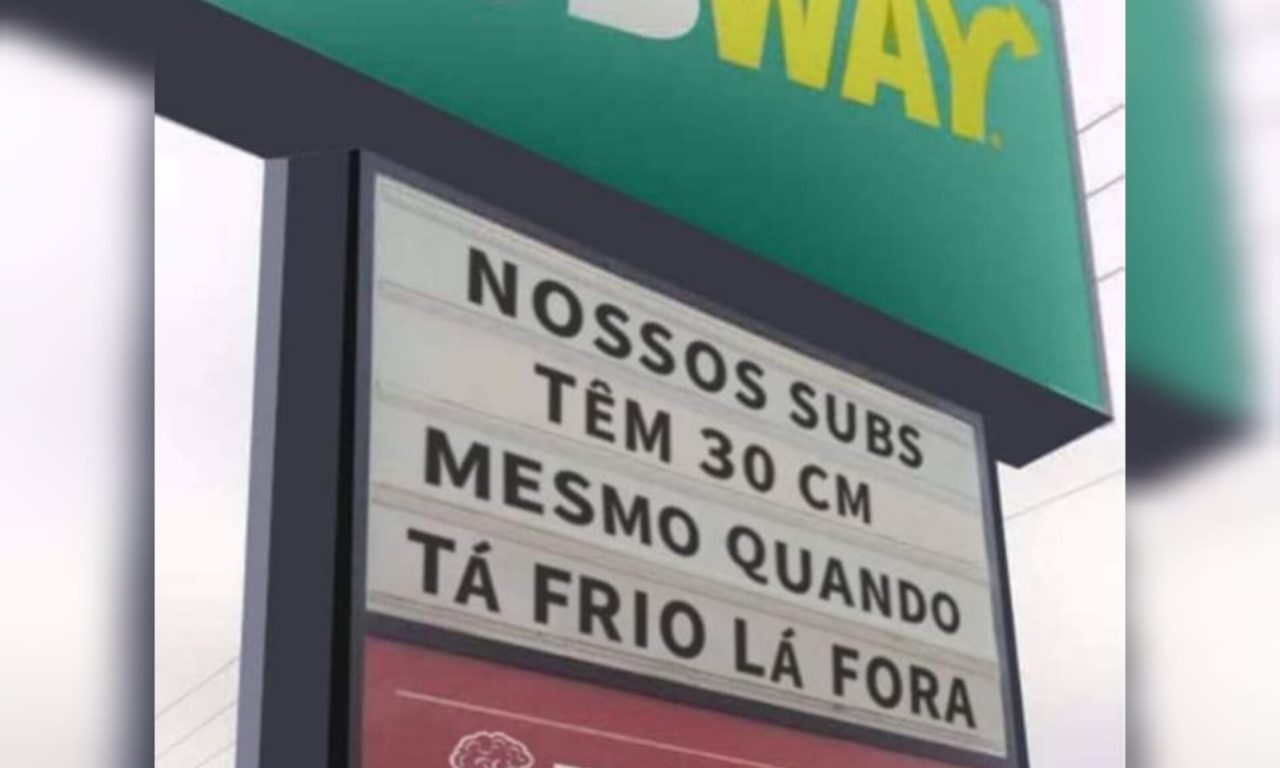 WAY
NOSSOS SUBS
TÊM 30 CM
MESMO QUANDO
TÁ FRIO LÁ FORA